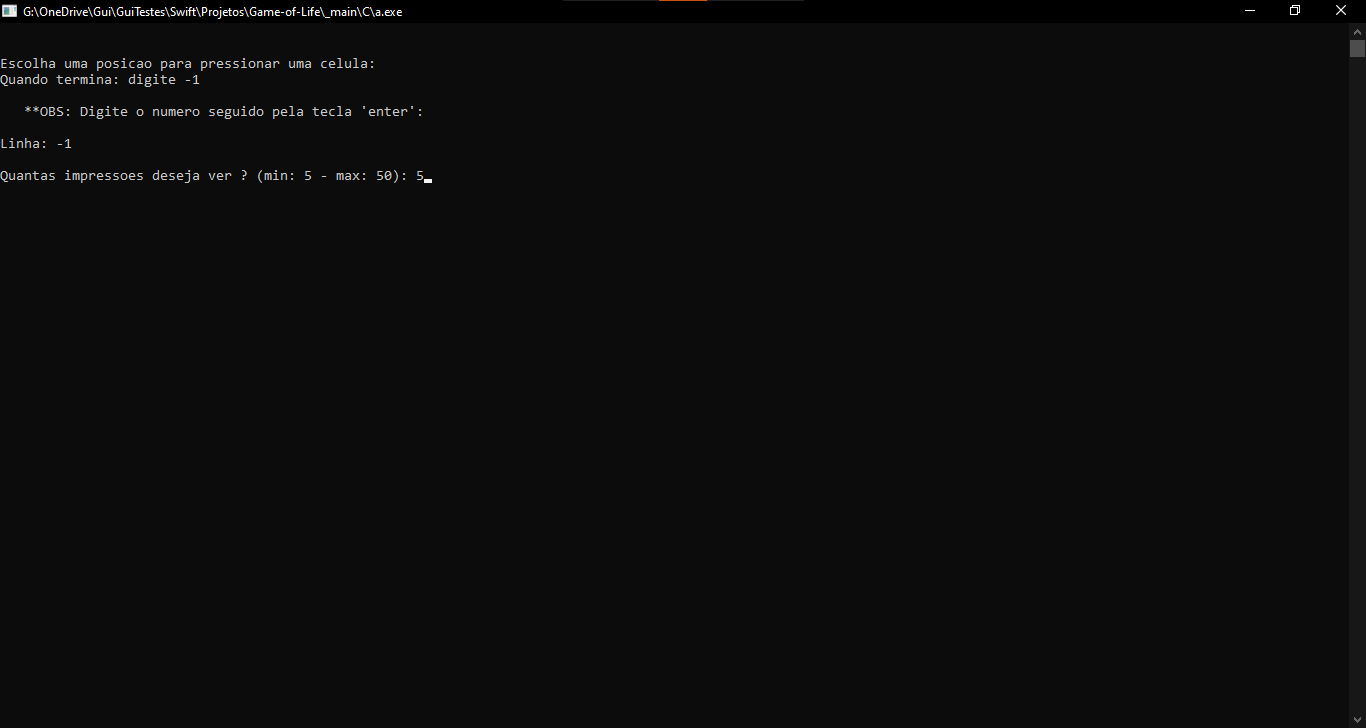 G:\OneDrive\Gui\GuiTestes\Swift\Projetos\Game-of-Life\_main\C\a.exe
Escolha uma posicao para pressionar uma celula:
Quando termina: digite -1
**OBS: Digite o numero seguido pela tecla 'enter':
Linha: -1
Quantas impressoes deseja ver ? (min: 5 - max: 50): 5